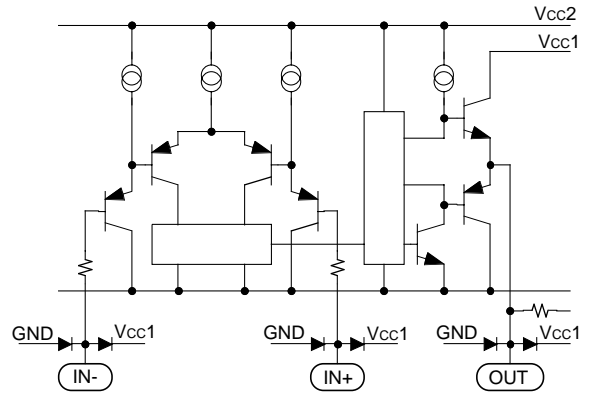 Vcc2
Vcc1
GND Vcc1 GND Vcc1 GND Vcc1
IN- IN+ OUT